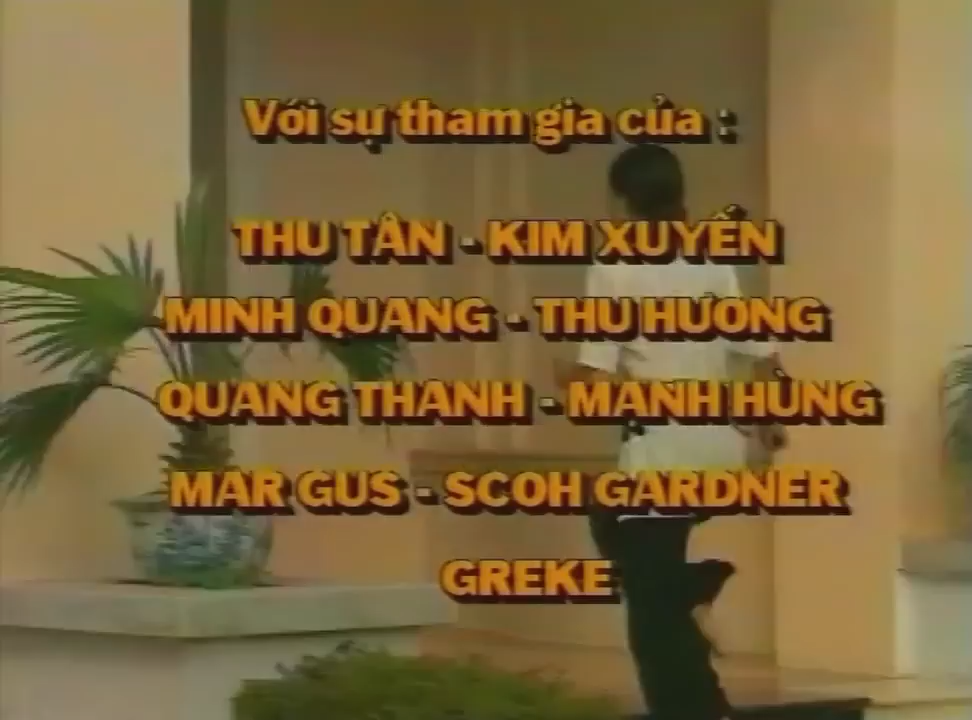 Với sự tham gia của :
THU TÂN - KIM XUYẾN
MINH QUANG - THU HƯƠNG
QUANG THANH - MANH HÙNG
MAR GUS - SCOH GARDNER
GREKE